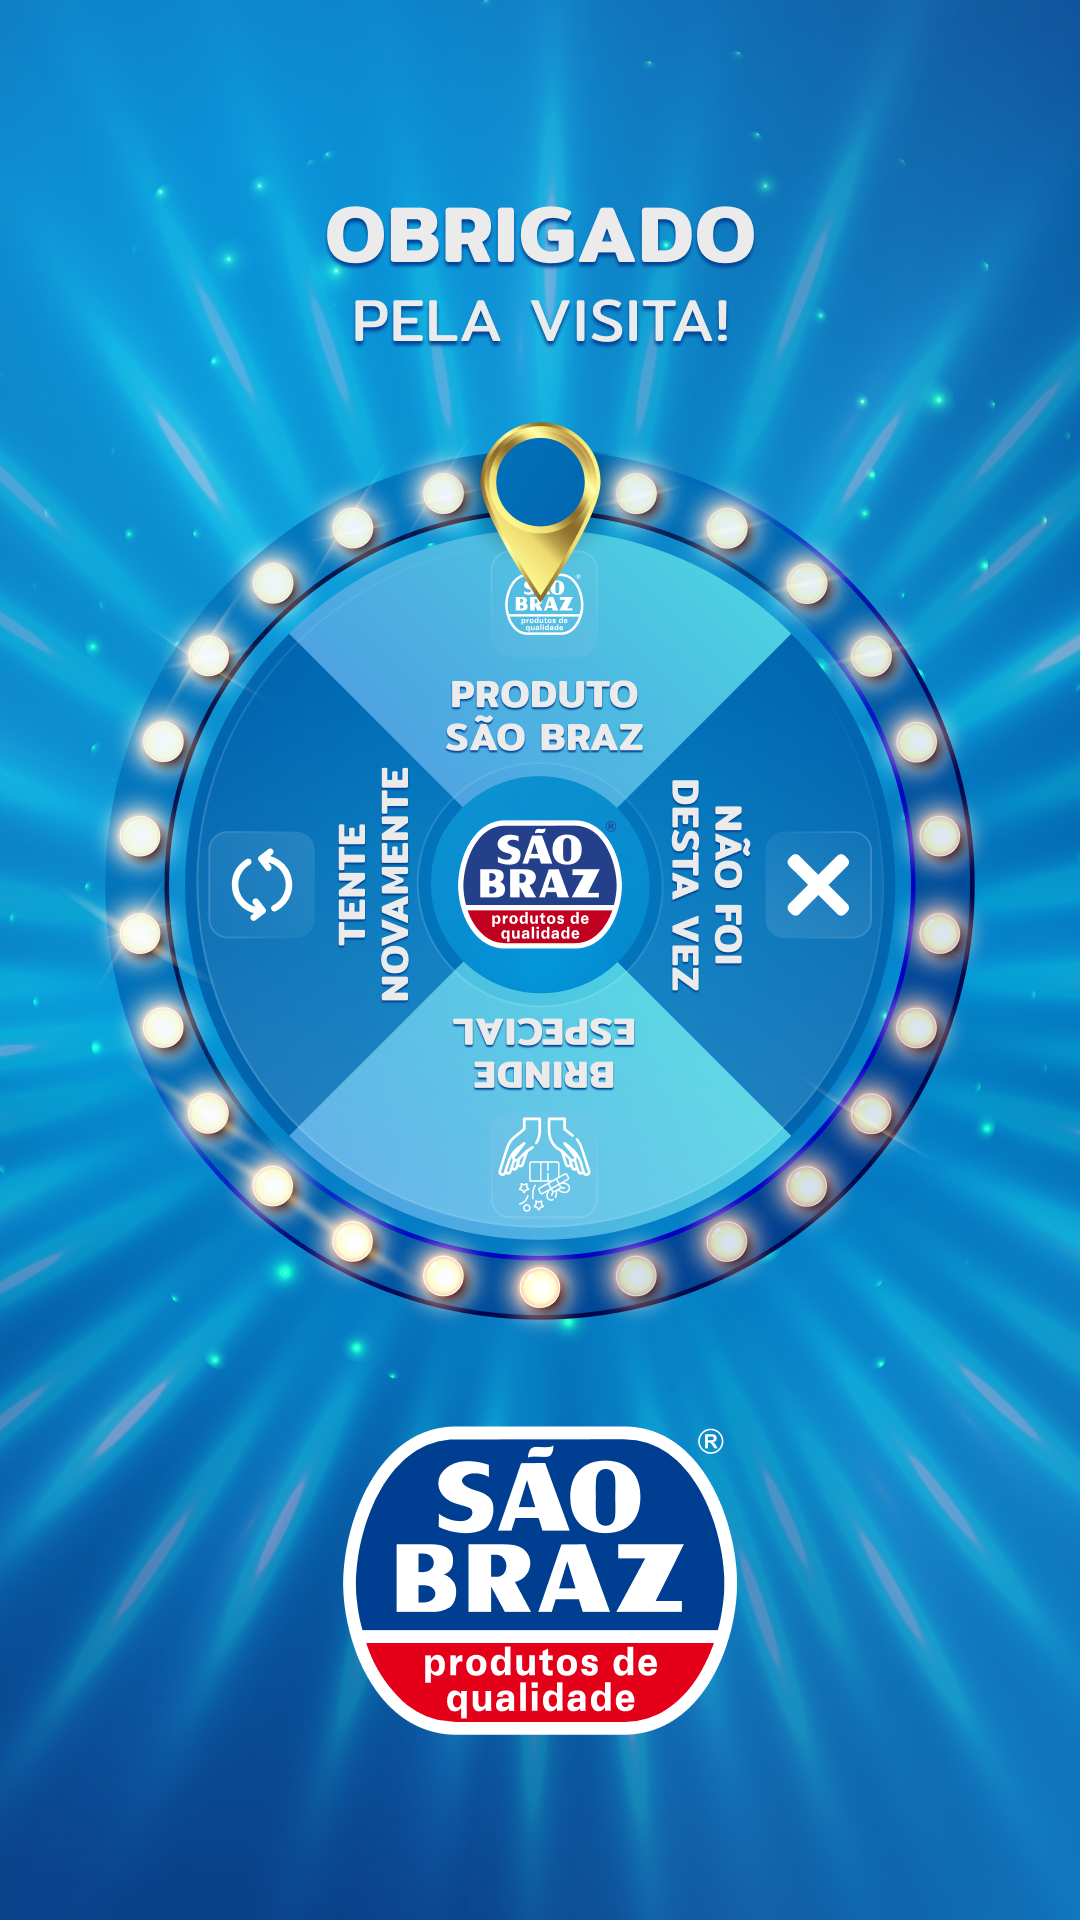 OBRIGADO
PELA VISITA!
SÃO
BRAZ
produtos de
qualidade
PRODUTO
SÃO BRAZ
TENTE
NOVAMENTE
NÃO FOI
DESTA VEZ
SÃO
BRAZ
produtos de
qualidade
®
BRINDE
ESPECIAL
SÃO
BRAZ
produtos de
qualidade
®